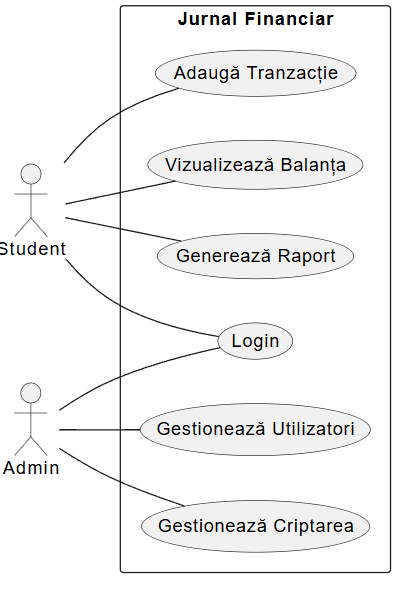 Jurnal Financiar
Adaugă Tranzacție
Vizualizează Balanța
Generează Raport
Student
Login
Gestionează Utilizatori
Admin
Gestionează Criptarea